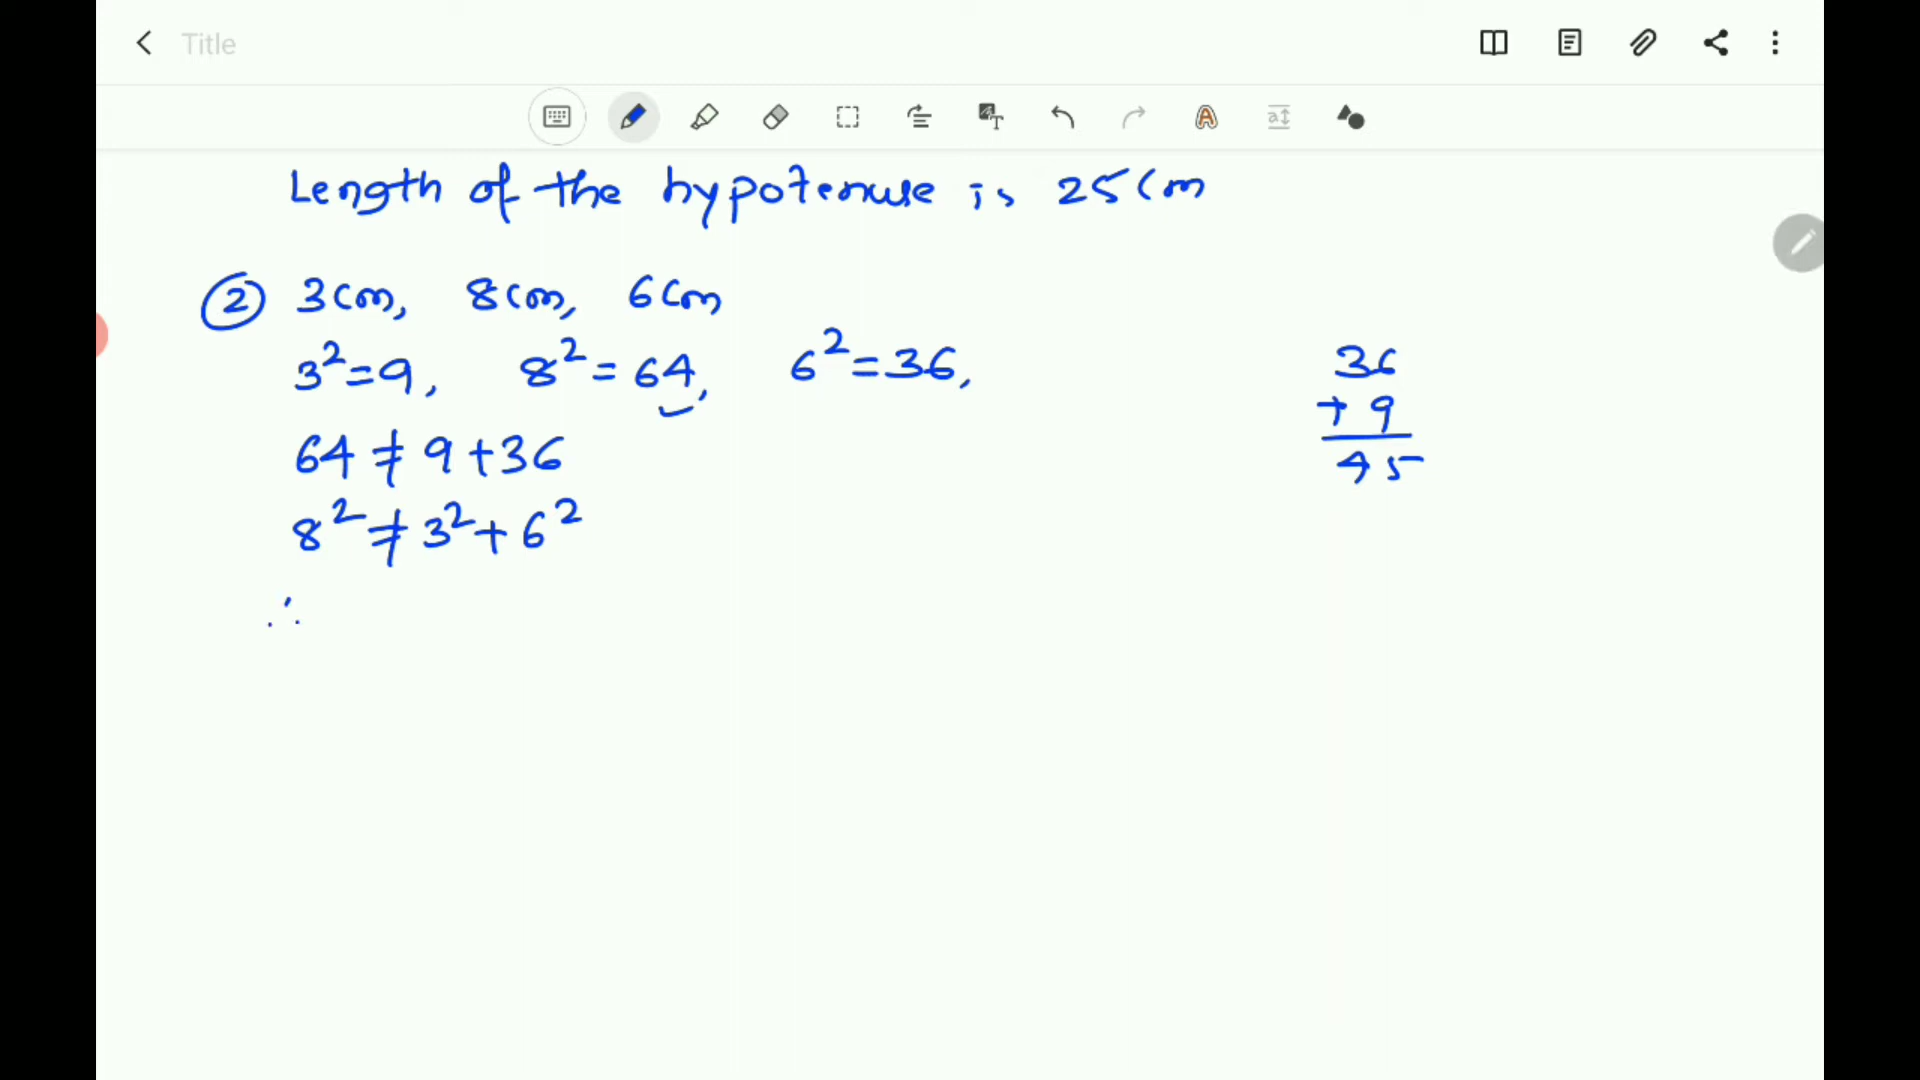 Title
Length of the hypotenuse is 25cm
② 3cm, 8cm, 6cm
3²=9, 8²=64, 6²=36,
64≠9+36
8²≠3²+6²
∴
36
+ 9
45